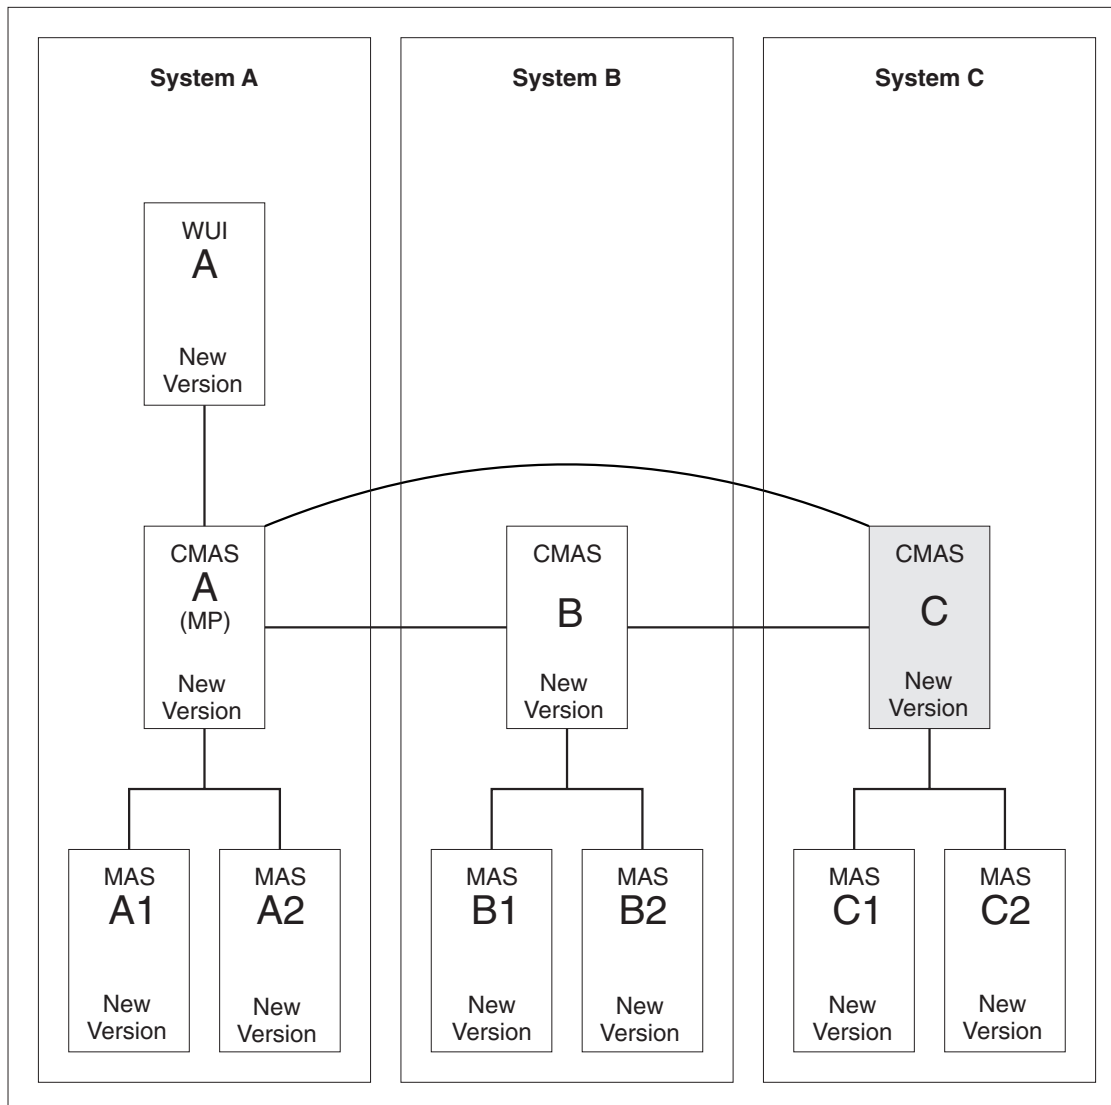 System A
System B
System C
WUI
A
New
Version
CMAS
A
(MP)
New
Version
CMAS
B
New
Version
CMAS
C
New
Version
MAS
A1
New
Version
MAS
A2
New
Version
MAS
B1
New
Version
MAS
B2
New
Version
MAS
C1
New
Version
MAS
C2
New
Version